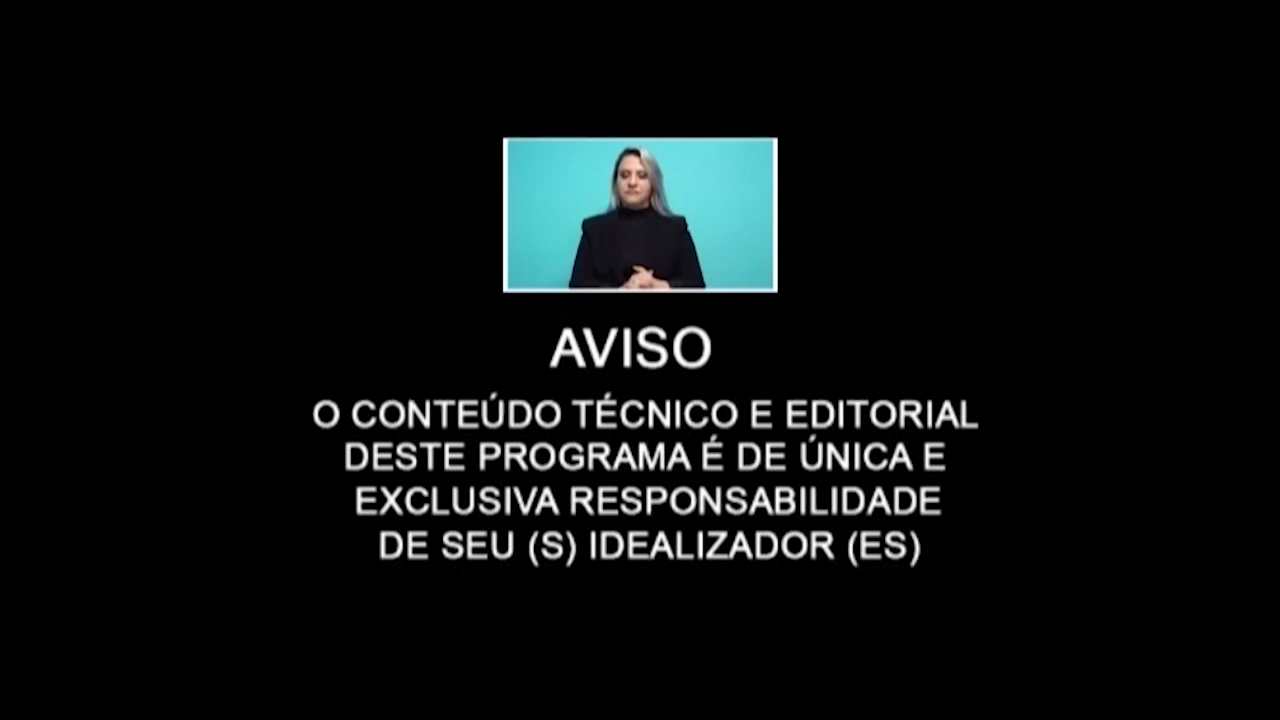 AVISO
O CONTEÚDO TÉCNICO E EDITORIAL
DESTE PROGRAMA É DE ÚNICA E
EXCLUSIVA RESPONSABILIDADE
DE SEU (S) IDEALIZADOR (ES)